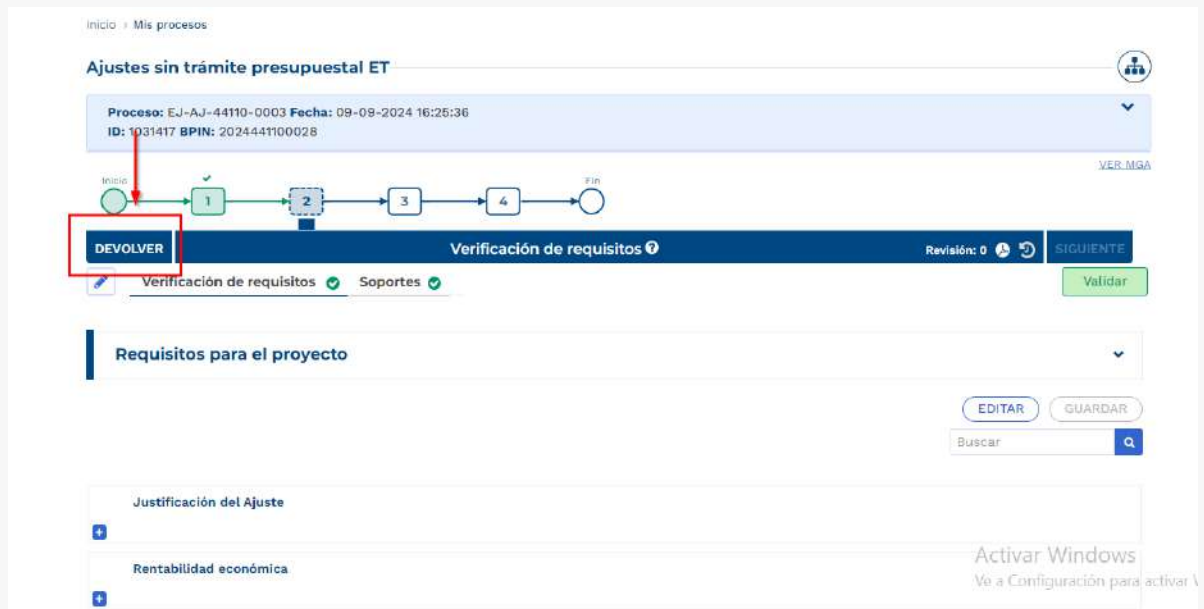 Inicio › Mis procesos
Ajustes sin trámite presupuestal ET
Proceso: EJ-AJ-44110-0003 Fecha: 09-09-2024 16:25:36
ID: 1031417 BPIN: 2024441100028
VER MGA
Inicio
Fin
1 2 3 4
DEVOLVER Verificación de requisitos Revisión: 0 SIGUIENTE
Verificación de requisitos Soportes Validar
Requisitos para el proyecto
EDITAR GUARDAR
Buscar
Justificación del Ajuste
Rentabilidad económica
Activar Windows
Ve a Configuración para activar